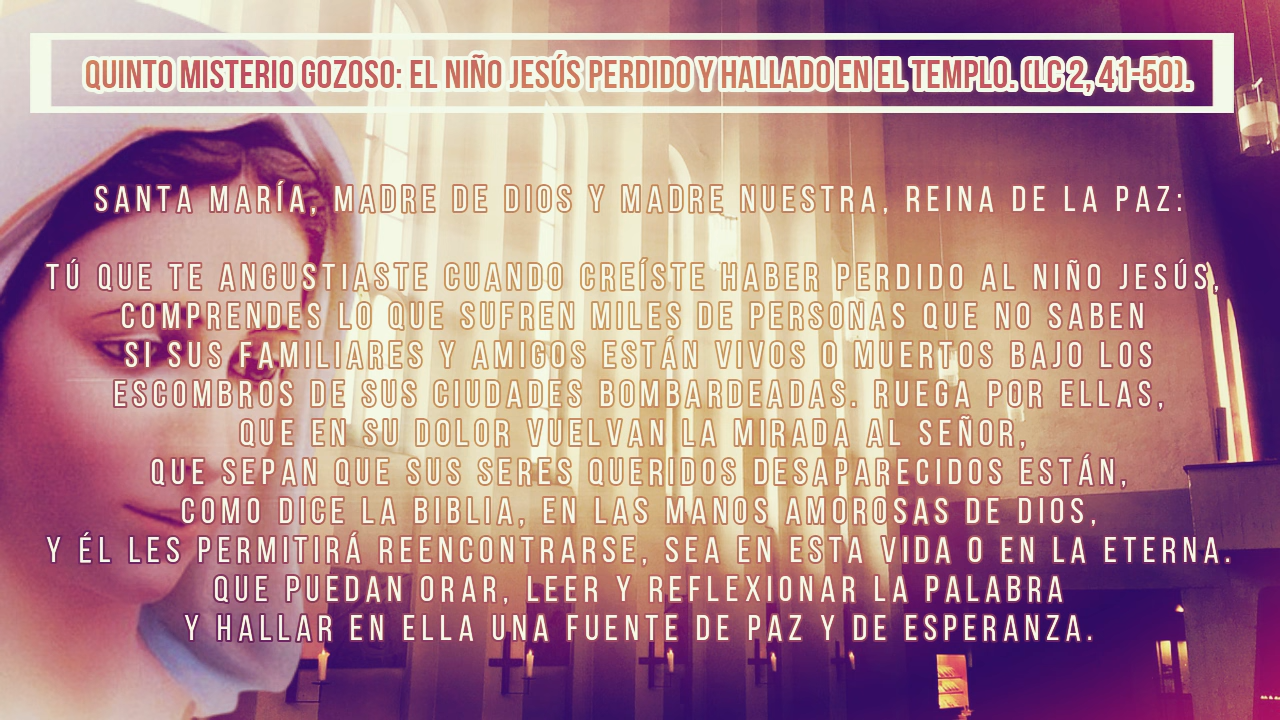 QUINTO MISTERIO GOZOSO: EL NIÑO JESÚS PERDIDO Y HALLADO EN EL TEMPLO. (LC 2, 41-50).
SANTA MARÍA, MADRE DE DIOS Y MADRE NUESTRA, REINA DE LA PAZ:
TÚ QUE TE ANGUSTIASTE CUANDO CREÍSTE HABER PERDIDO AL NIÑO JESÚS,
COMPRENDES LO QUE SUFREN MILES DE PERSONAS QUE NO SABEN
SI SUS FAMILIARES Y AMIGOS ESTÁN VIVOS O MUERTOS BAJO LOS
ESCOMBROS DE SUS CIUDADES BOMBARDEADAS. RUEGA POR ELLAS,
QUE EN SU DOLOR VUELVAN LA MIRADA AL SEÑOR,
QUE SEPAN QUE SUS SERES QUERIDOS DESAPARECIDOS ESTÁN,
COMO DICE LA BIBLIA, EN LAS MANOS AMOROSAS DE DIOS,
Y ÉL LES PERMITIRÁ REENCONTRARSE, SEA EN ESTA VIDA O EN LA ETERNA.
QUE PUEDAN ORAR, LEER Y REFLEXIONAR LA PALABRA
Y HALLAR EN ELLA UNA FUENTE DE PAZ Y DE ESPERANZA.